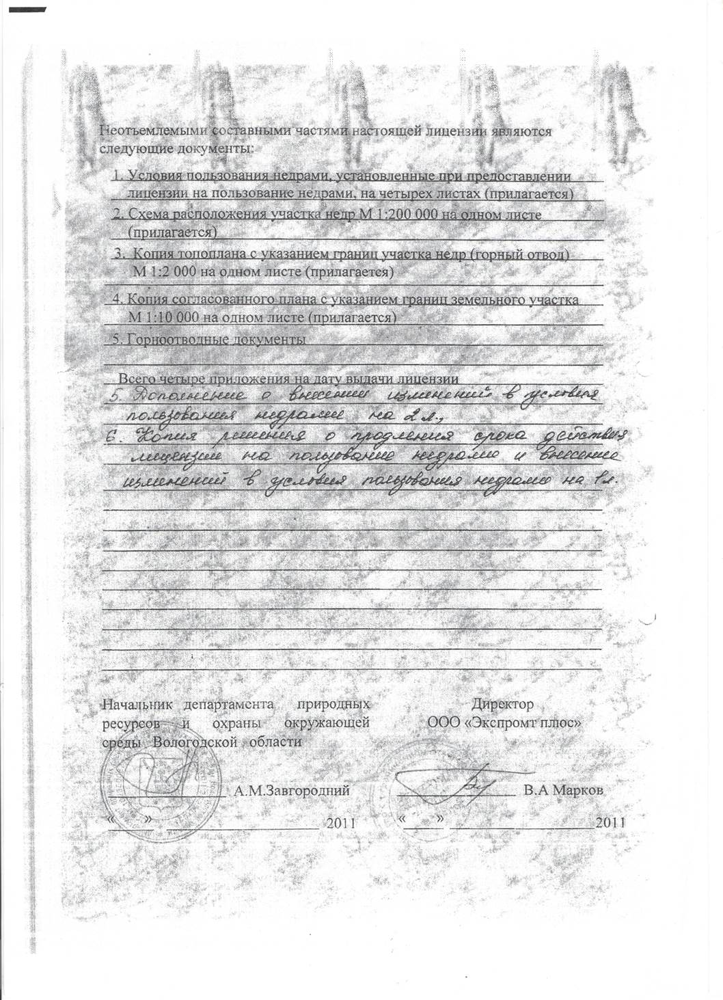 Неотъемлемыми составными частями настоящей лицензии являются
следующие документы:
1. Условия пользования недрами, установленные при предоставлении
лицензии на пользование недрами, на четырех листах (прилагается)
2. Схема расположения участка недр М 1:200 000 на одном листе
(прилагается)
3. Копия топоплана с указанием границ участка недр (горный отвод)
М 1:2 000 на одном листе (прилагается)
4. Копия согласованного плана с указанием границ земельного участка
М 1:10 000 на одном листе (прилагается)
5. Горноотводные документы
Всего четыре приложения на дату выдачи лицензии
5. Дополнение о внесении изменений в условия
пользования недрами на 2 л.,
6. Копия решения о продления срока действия
лицензии на пользование недрами и внесение
изменений в условия пользования недрами на 1 л.
Начальник департамента природных
ресурсов и охраны окружающей
среды Вологодской области
А.М.Завгородний
« » 2011
Директор
ООО «Экспромт плюс»
В.А Марков
« » 2011